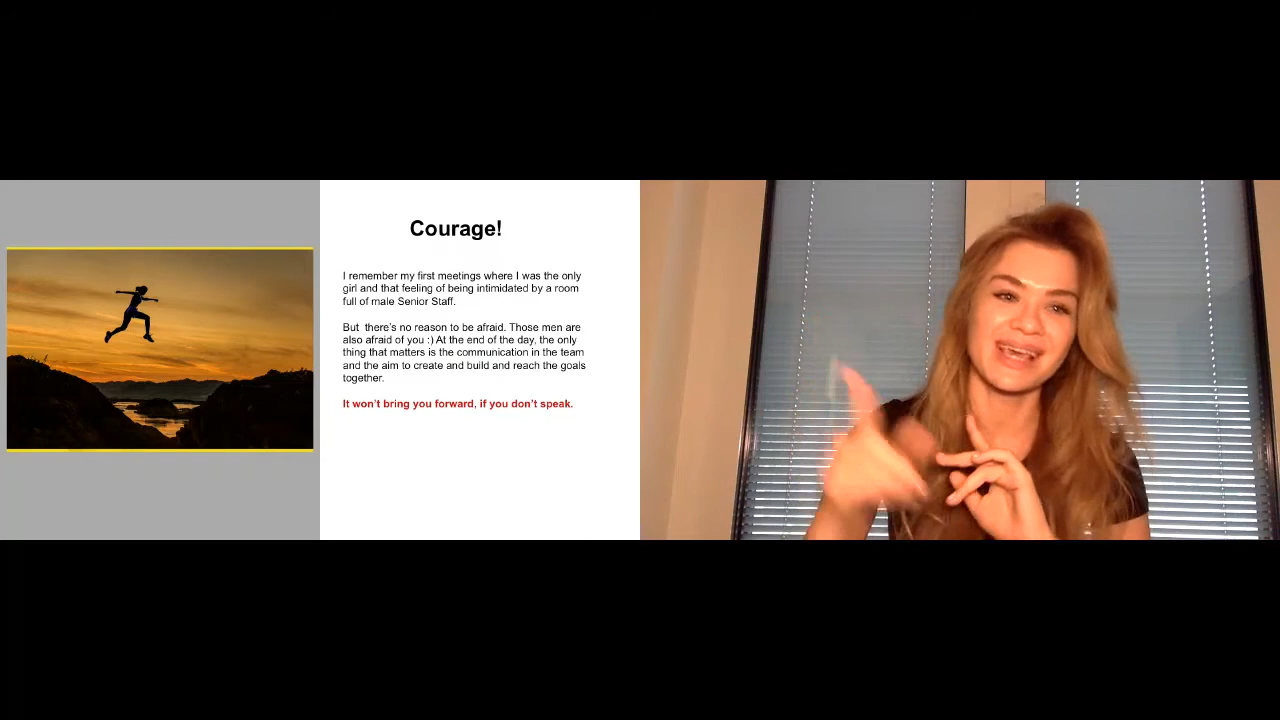 Courage!
I remember my first meetings where I was the only
girl and that feeling of being intimidated by a room
full of male Senior Staff.
But  there's no reason to be afraid. Those men are
also afraid of you :) At the end of the day, the only
thing that matters is the communication in the team
and the aim to create and build and reach the goals
together.
It won't bring you forward, if you don't speak.